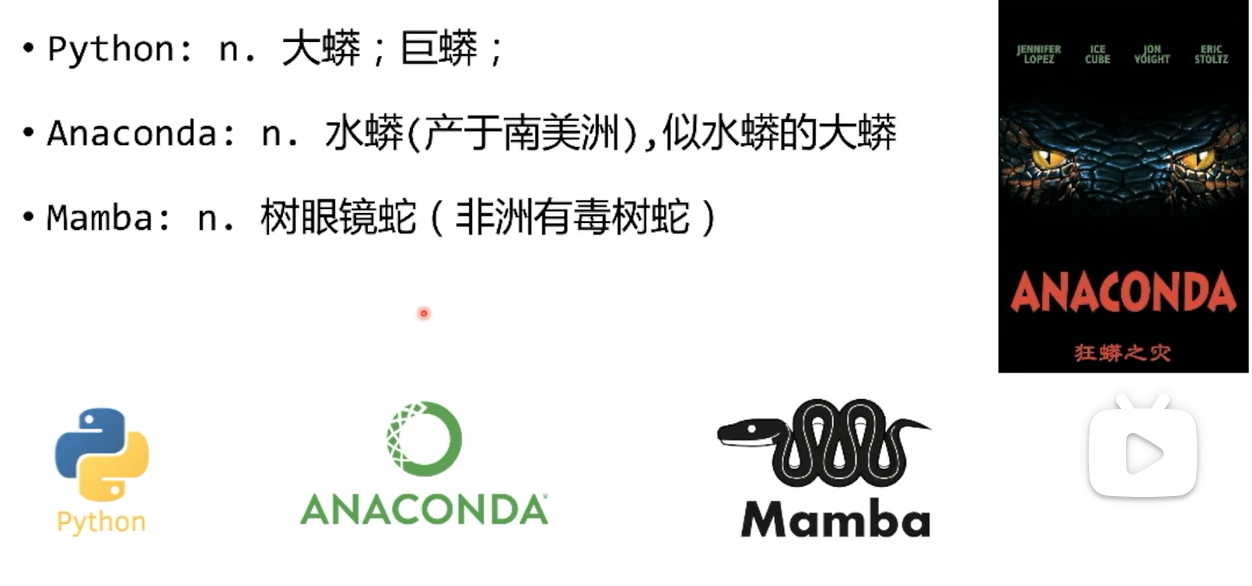 • Python: n. 大蟒；巨蟒；
• Anaconda: n. 水蟒(产于南美洲),似水蟒的大蟒
• Mamba: n. 树眼镜蛇（非洲有毒树蛇）
JENNIFER LOPEZ ICE CUBE JON VOIGHT ERIC STOLTZ
ANACONDA
狂蟒之灾
Python
ANACONDA
Mamba